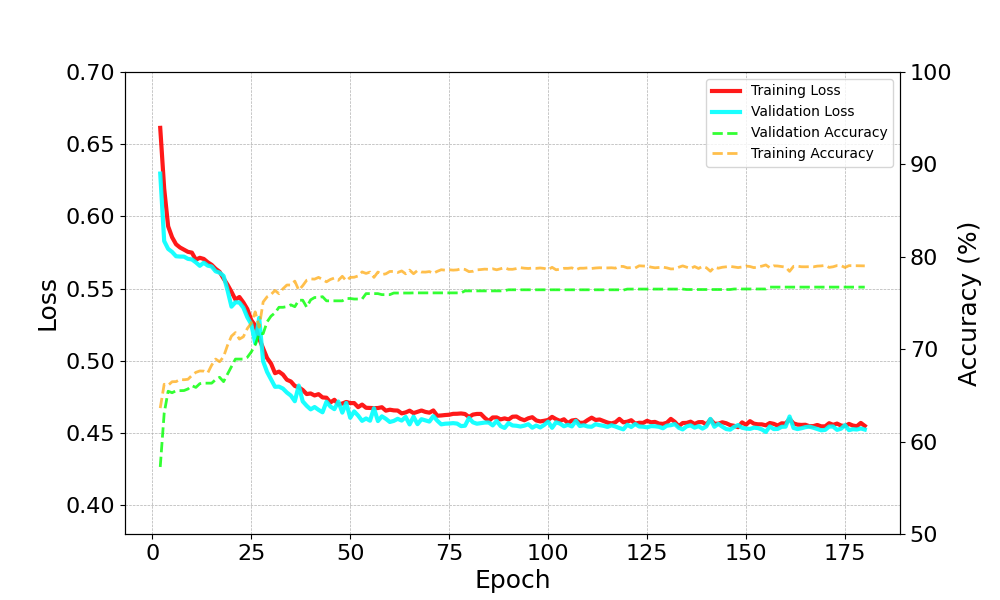 0.70
0.65
0.60
0.55
0.50
0.45
0.40
Loss
100
90
80
70
60
50
Accuracy (%)
Training Loss
Validation Loss
Validation Accuracy
Training Accuracy
0 25 50 75 100 125 150 175
Epoch